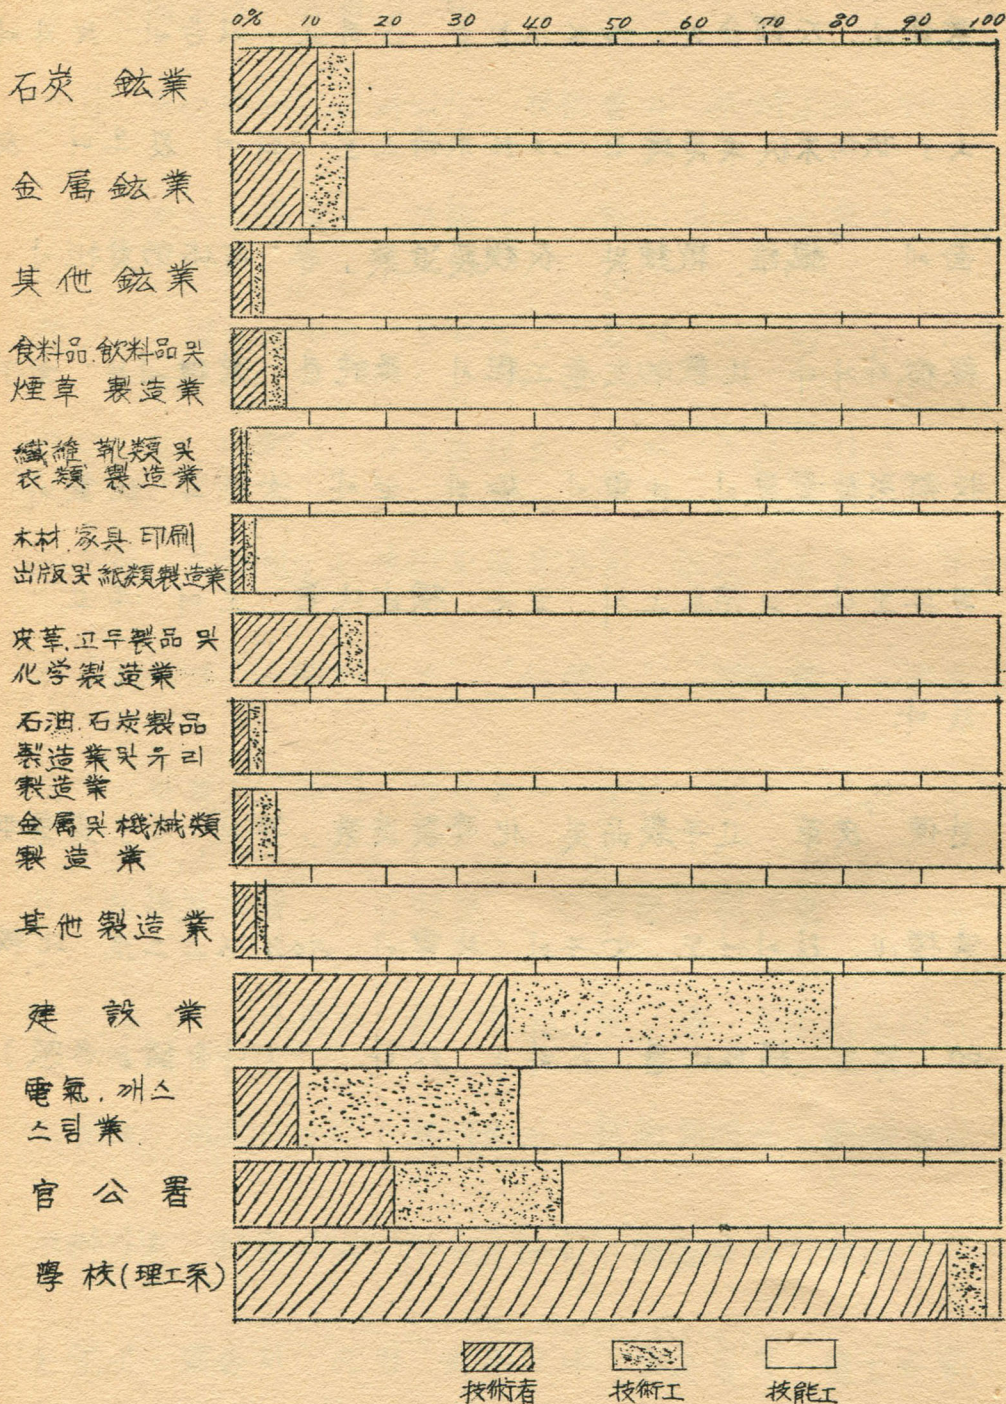 0% 10 20 30 40 50 60 70 80 90 100
石炭 鉱業
金属鉱業
其他鉱業
食料品.飲料品 및
煙草 製造業
纖維 靴類 및
衣類 製造業
木材.家具.印刷
出版 및 紙類製造業
皮革.고무製品 및
化学製造業
石油.石炭製品
製造業및유리
製造業
金属및機械類
製造業
其他製造業
建設業
電氣.깨스
스팀業
官公署
學校(理工系)
技術者 技術工 技能工